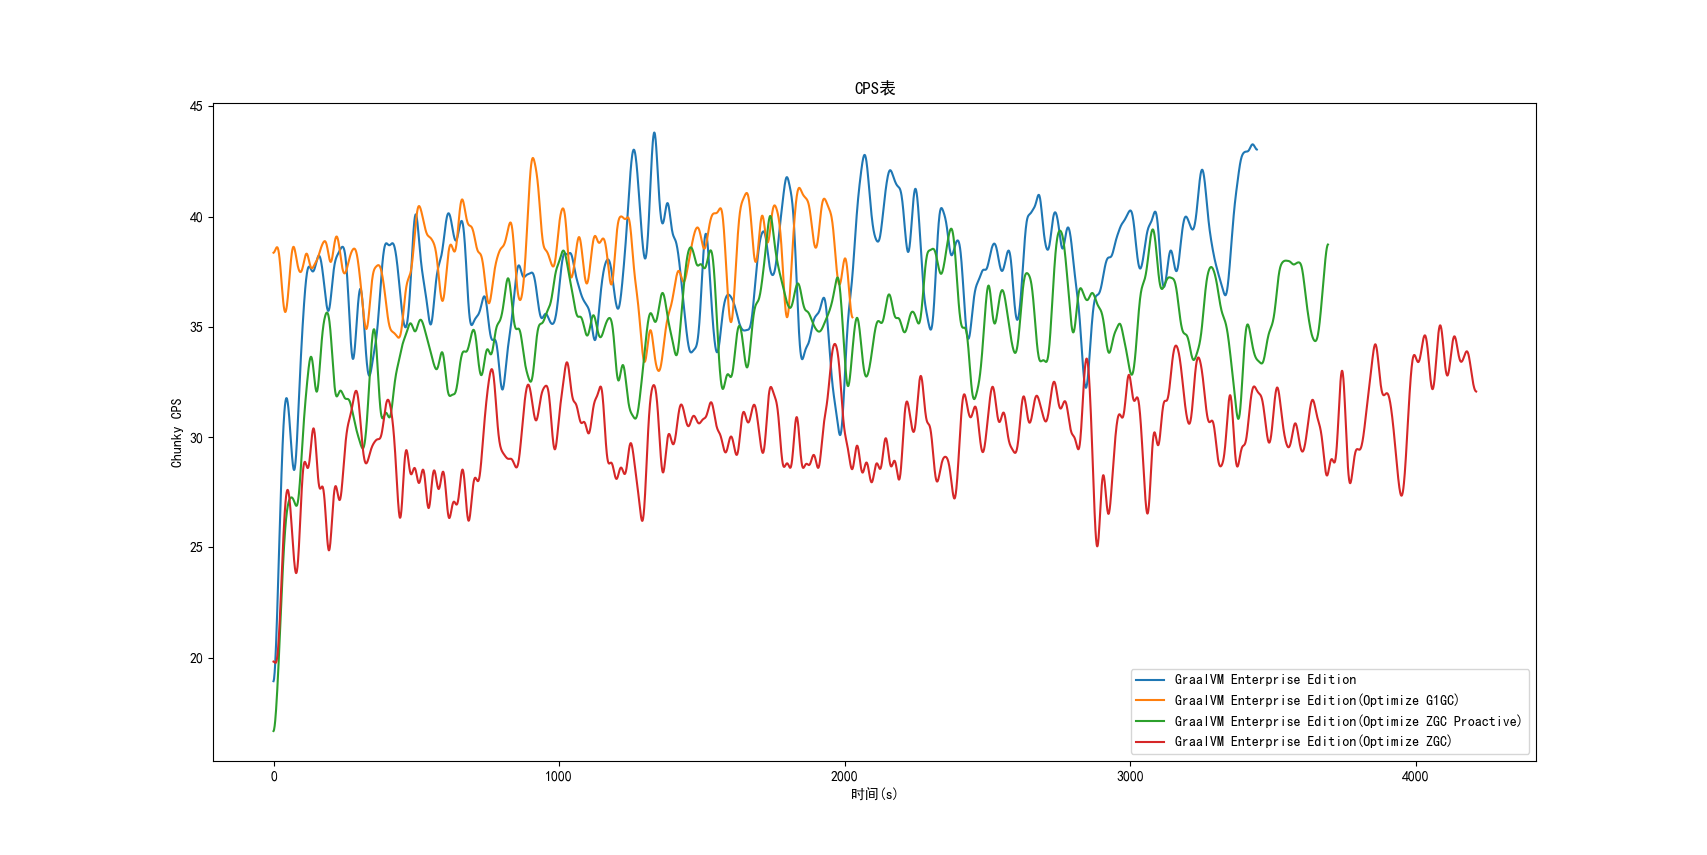 CPS表
45
40
35
30
25
20
Chunky CPS
0
1000
2000
3000
4000
时间(s)
GraalVM Enterprise Edition
GraalVM Enterprise Edition(Optimize G1GC)
GraalVM Enterprise Edition(Optimize ZGC Proactive)
GraalVM Enterprise Edition(Optimize ZGC)